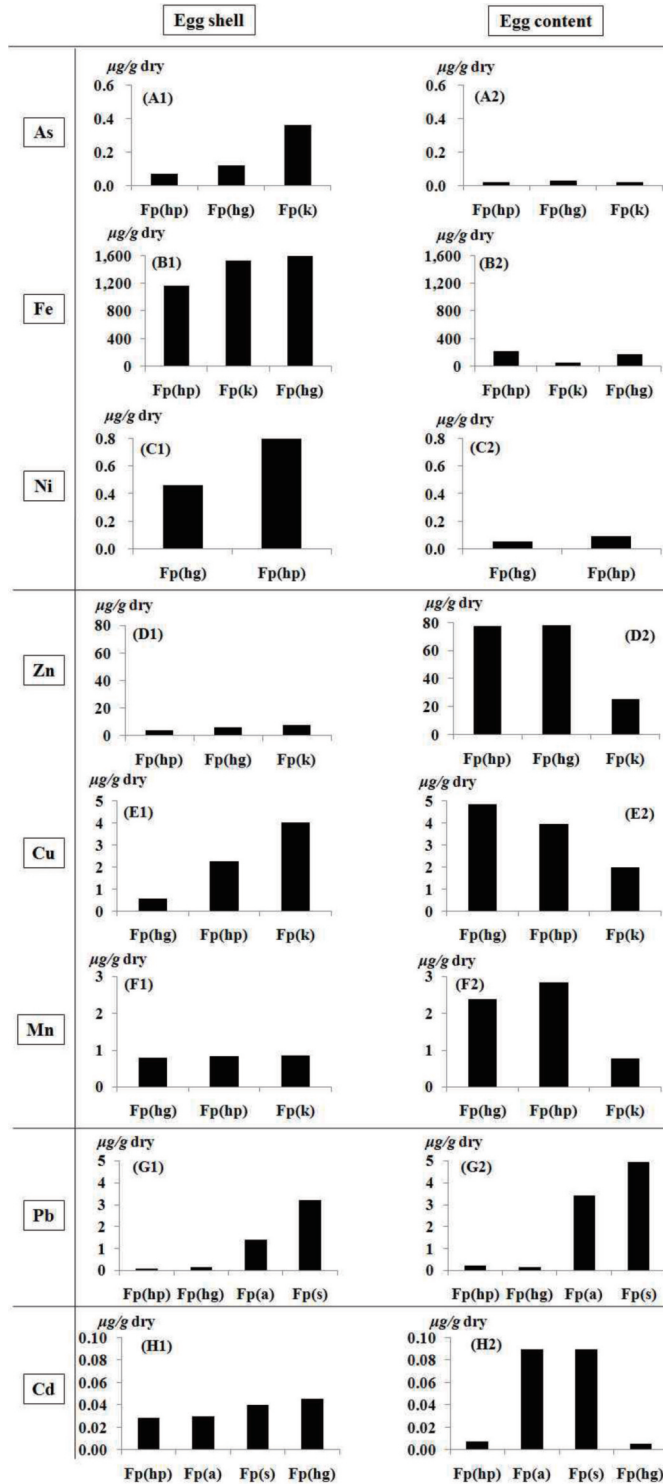 Egg shell Egg content
µg/g dry µg/g dry
As
(A1) (A2)
0.6 0.6
0.4 0.4
0.2 0.2
0.0 0.0
Fp(hp) Fp(hg) Fp(k) Fp(hp) Fp(hg) Fp(k)
µg/g dry µg/g dry
Fe
(B1) (B2)
1,600 1,600
1,200 1,200
800 800
400 400
0 0
Fp(hp) Fp(k) Fp(hg) Fp(hp) Fp(k) Fp(hg)
µg/g dry µg/g dry
Ni
(C1) (C2)
0.8 0.8
0.6 0.6
0.4 0.4
0.2 0.2
0.0 0.0
Fp(hg) Fp(hp) Fp(hg) Fp(hp)
µg/g dry µg/g dry
Zn
(D1) (D2)
80 80
60 60
40 40
20 20
0 0
Fp(hp) Fp(hg) Fp(k) Fp(hp) Fp(hg) Fp(k)
µg/g dry µg/g dry
Cu
(E1) (E2)
5 5
4 4
3 3
2 2
1 1
0 0
Fp(hg) Fp(hp) Fp(k) Fp(hg) Fp(hp) Fp(k)
µg/g dry µg/g dry
Mn
(F1) (F2)
3 3
2 2
1 1
0 0
Fp(hg) Fp(hp) Fp(k) Fp(hg) Fp(hp) Fp(k)
µg/g dry µg/g dry
Pb
(G1) (G2)
5 5
4 4
3 3
2 2
1 1
0 0
Fp(hp) Fp(hg) Fp(a) Fp(s) Fp(hp) Fp(hg) Fp(a) Fp(s)
µg/g dry µg/g dry
Cd
(H1) (H2)
0.10 0.10
0.08 0.08
0.06 0.06
0.04 0.04
0.02 0.02
0.00 0.00
Fp(hp) Fp(a) Fp(s) Fp(hg) Fp(hp) Fp(a) Fp(s) Fp(hg)